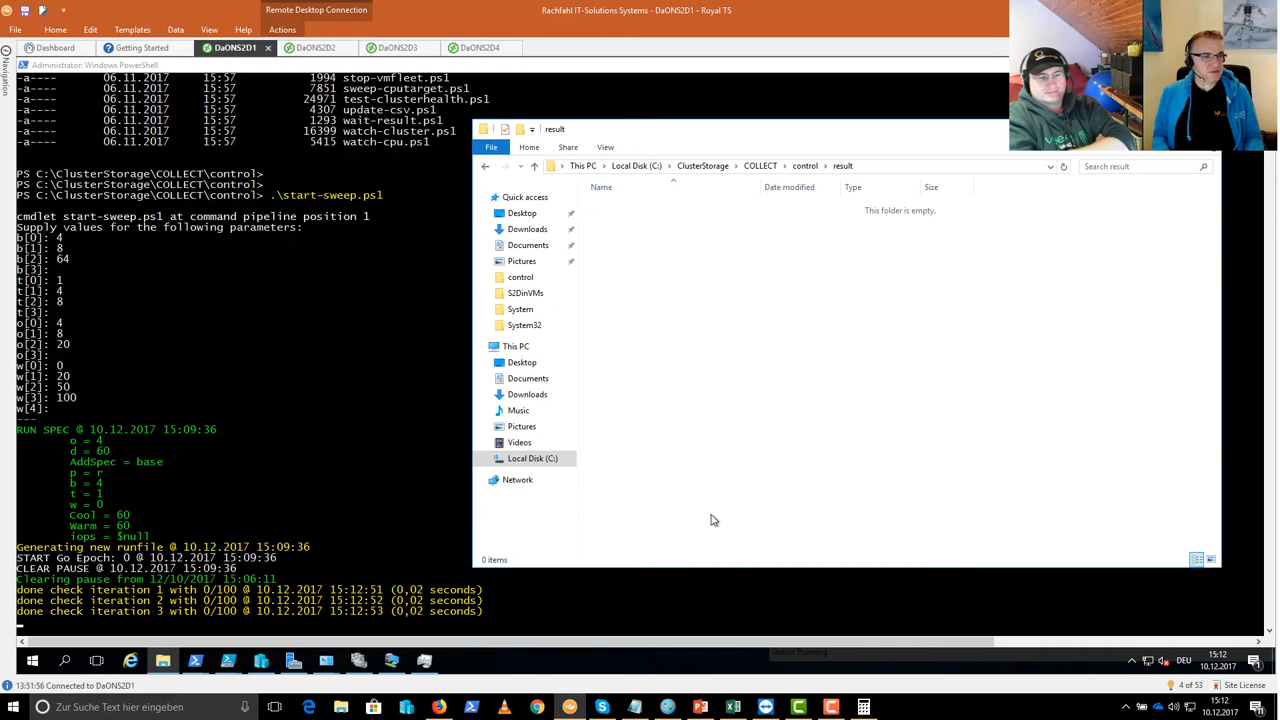 Remote Desktop Connection
Rachfahl IT-Solutions Systems - DaONS2D1 - Royal TS
File Home Edit Templates Data View Help Actions
Dashboard Getting Started DaONS2D1 × DaONS2D2 DaONS2D3 DaONS2D4
Navigation
Administrator: Windows PowerShell
-a---- 06.11.2017 15:57 1994 stop-vmfleet.ps1
-a---- 06.11.2017 15:57 7851 sweep-cputarget.ps1
-a---- 06.11.2017 15:57 24971 test-clusterhealth.ps1
-a---- 06.11.2017 15:57 4307 update-csv.ps1
-a---- 06.11.2017 15:57 1293 wait-result.ps1
-a---- 06.11.2017 15:57 16399 watch-cluster.ps1
-a---- 06.11.2017 15:57 5415 watch-cpu.ps1
PS C:\ClusterStorage\COLLECT\control>
PS C:\ClusterStorage\COLLECT\control>
PS C:\ClusterStorage\COLLECT\control> .\start-sweep.ps1
cmdlet start-sweep.ps1 at command pipeline position 1
Supply values for the following parameters:
b[0]: 4
b[1]: 8
b[2]: 64
b[3]:
t[0]: 1
t[1]: 4
t[2]: 8
t[3]:
o[0]: 4
o[1]: 8
o[2]: 20
o[3]:
w[0]: 0
w[1]: 20
w[2]: 50
w[3]: 100
w[4]:
---
RUN SPEC @ 10.12.2017 15:09:36
o = 4
d = 60
AddSpec = base
p = r
b = 4
t = 1
w = 0
Cool = 60
Warm = 60
iops = $null
Generating new runfile @ 10.12.2017 15:09:36
START Go Epoch: 0 @ 10.12.2017 15:09:36
CLEAR PAUSE @ 10.12.2017 15:09:36
Clearing pause from 12/10/2017 15:06:11
done check iteration 1 with 0/100 @ 10.12.2017 15:12:51 (0,02 seconds)
done check iteration 2 with 0/100 @ 10.12.2017 15:12:52 (0,02 seconds)
done check iteration 3 with 0/100 @ 10.12.2017 15:12:53 (0,02 seconds)
result
File Home Share View
This PC Local Disk (C:) ClusterStorage COLLECT control result
Search result
Name Date modified Type Size
This folder is empty.
Quick access
Desktop
Downloads
Documents
Pictures
control
S2DinVMs
System
System32
This PC
Desktop
Documents
Downloads
Music
Pictures
Videos
Local Disk (C:)
Network
0 items
Status: Running
DEU
15:12
10.12.2017
1
13:51:56 Connected to DaONS2D1
4 of 53 Site License
Zur Suche Text hier eingeben
15:12
10.12.2017
11